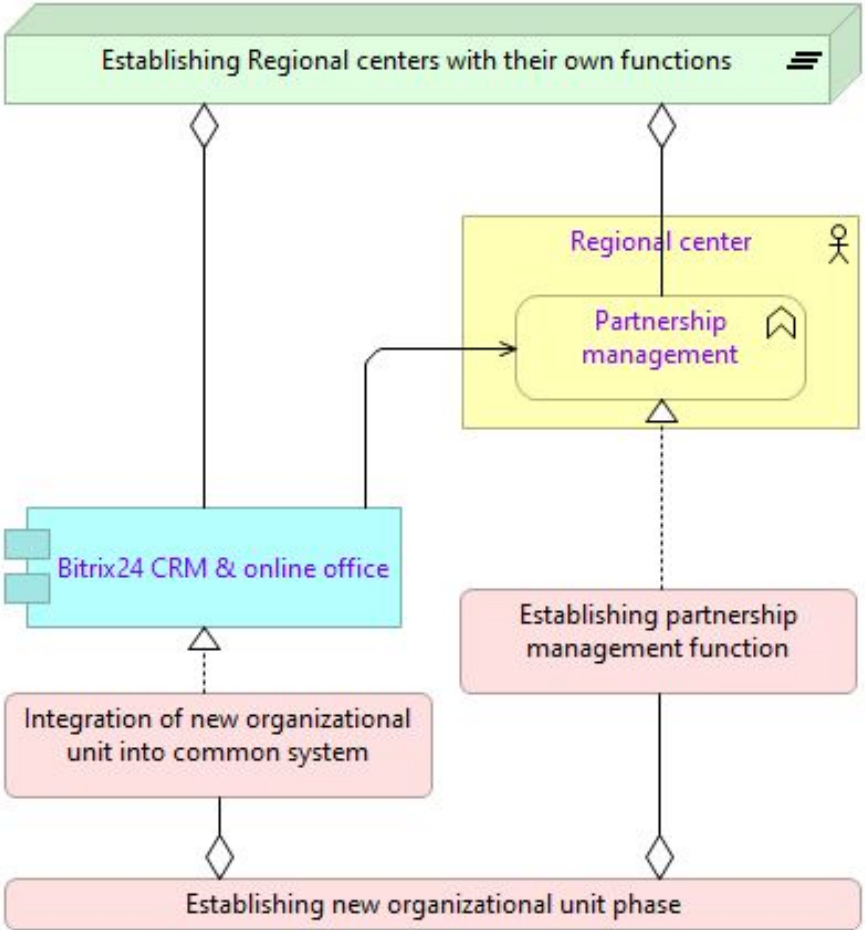 Establishing Regional centers with their own functions
Regional center
Partnership
management
Bitrix24 CRM & online office
Establishing partnership
management function
Integration of new organizational
unit into common system
Establishing new organizational unit phase